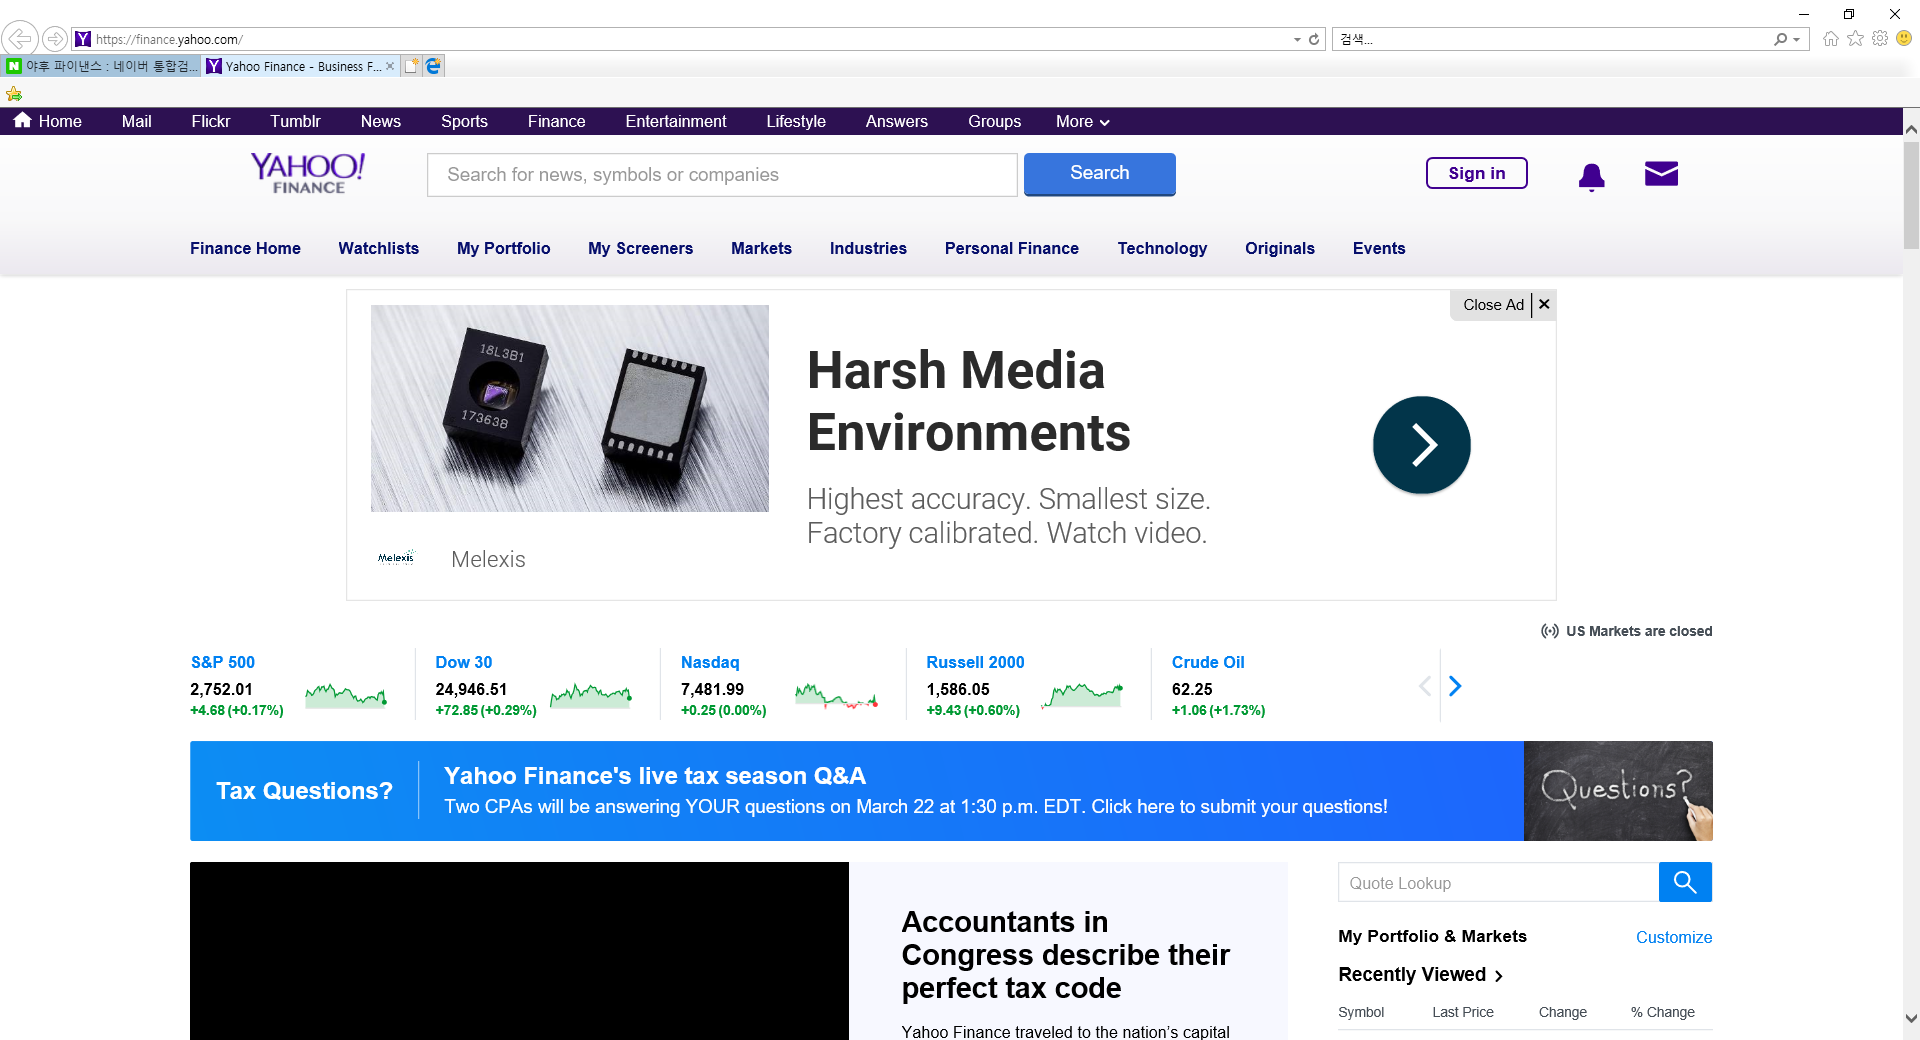 https://finance.yahoo.com/
검색...
야후 파이낸스 : 네이버 통합검...
Yahoo Finance - Business F...
Home Mail Flickr Tumblr News Sports Finance Entertainment Lifestyle Answers Groups More
YAHOO!
FINANCE
Search for news, symbols or companies
Search
Sign in
Finance Home Watchlists My Portfolio My Screeners Markets Industries Personal Finance Technology Originals Events
Close Ad
18L3B1
173638
Harsh Media
Environments
Highest accuracy. Smallest size.
Factory calibrated. Watch video.
Melexis
Melexis
US Markets are closed
S&P 500 Dow 30 Nasdaq Russell 2000 Crude Oil
2,752.01 24,946.51 7,481.99 1,586.05 62.25
+4.68 (+0.17%) +72.85 (+0.29%) +0.25 (0.00%) +9.43 (+0.60%) +1.06 (+1.73%)
Tax Questions?
Yahoo Finance's live tax season Q&A
Two CPAs will be answering YOUR questions on March 22 at 1:30 p.m. EDT. Click here to submit your questions!
Questions?
Accountants in
Congress describe their
perfect tax code
Yahoo Finance traveled to the nation's capital
Quote Lookup
My Portfolio & Markets Customize
Recently Viewed
Symbol Last Price Change % Change